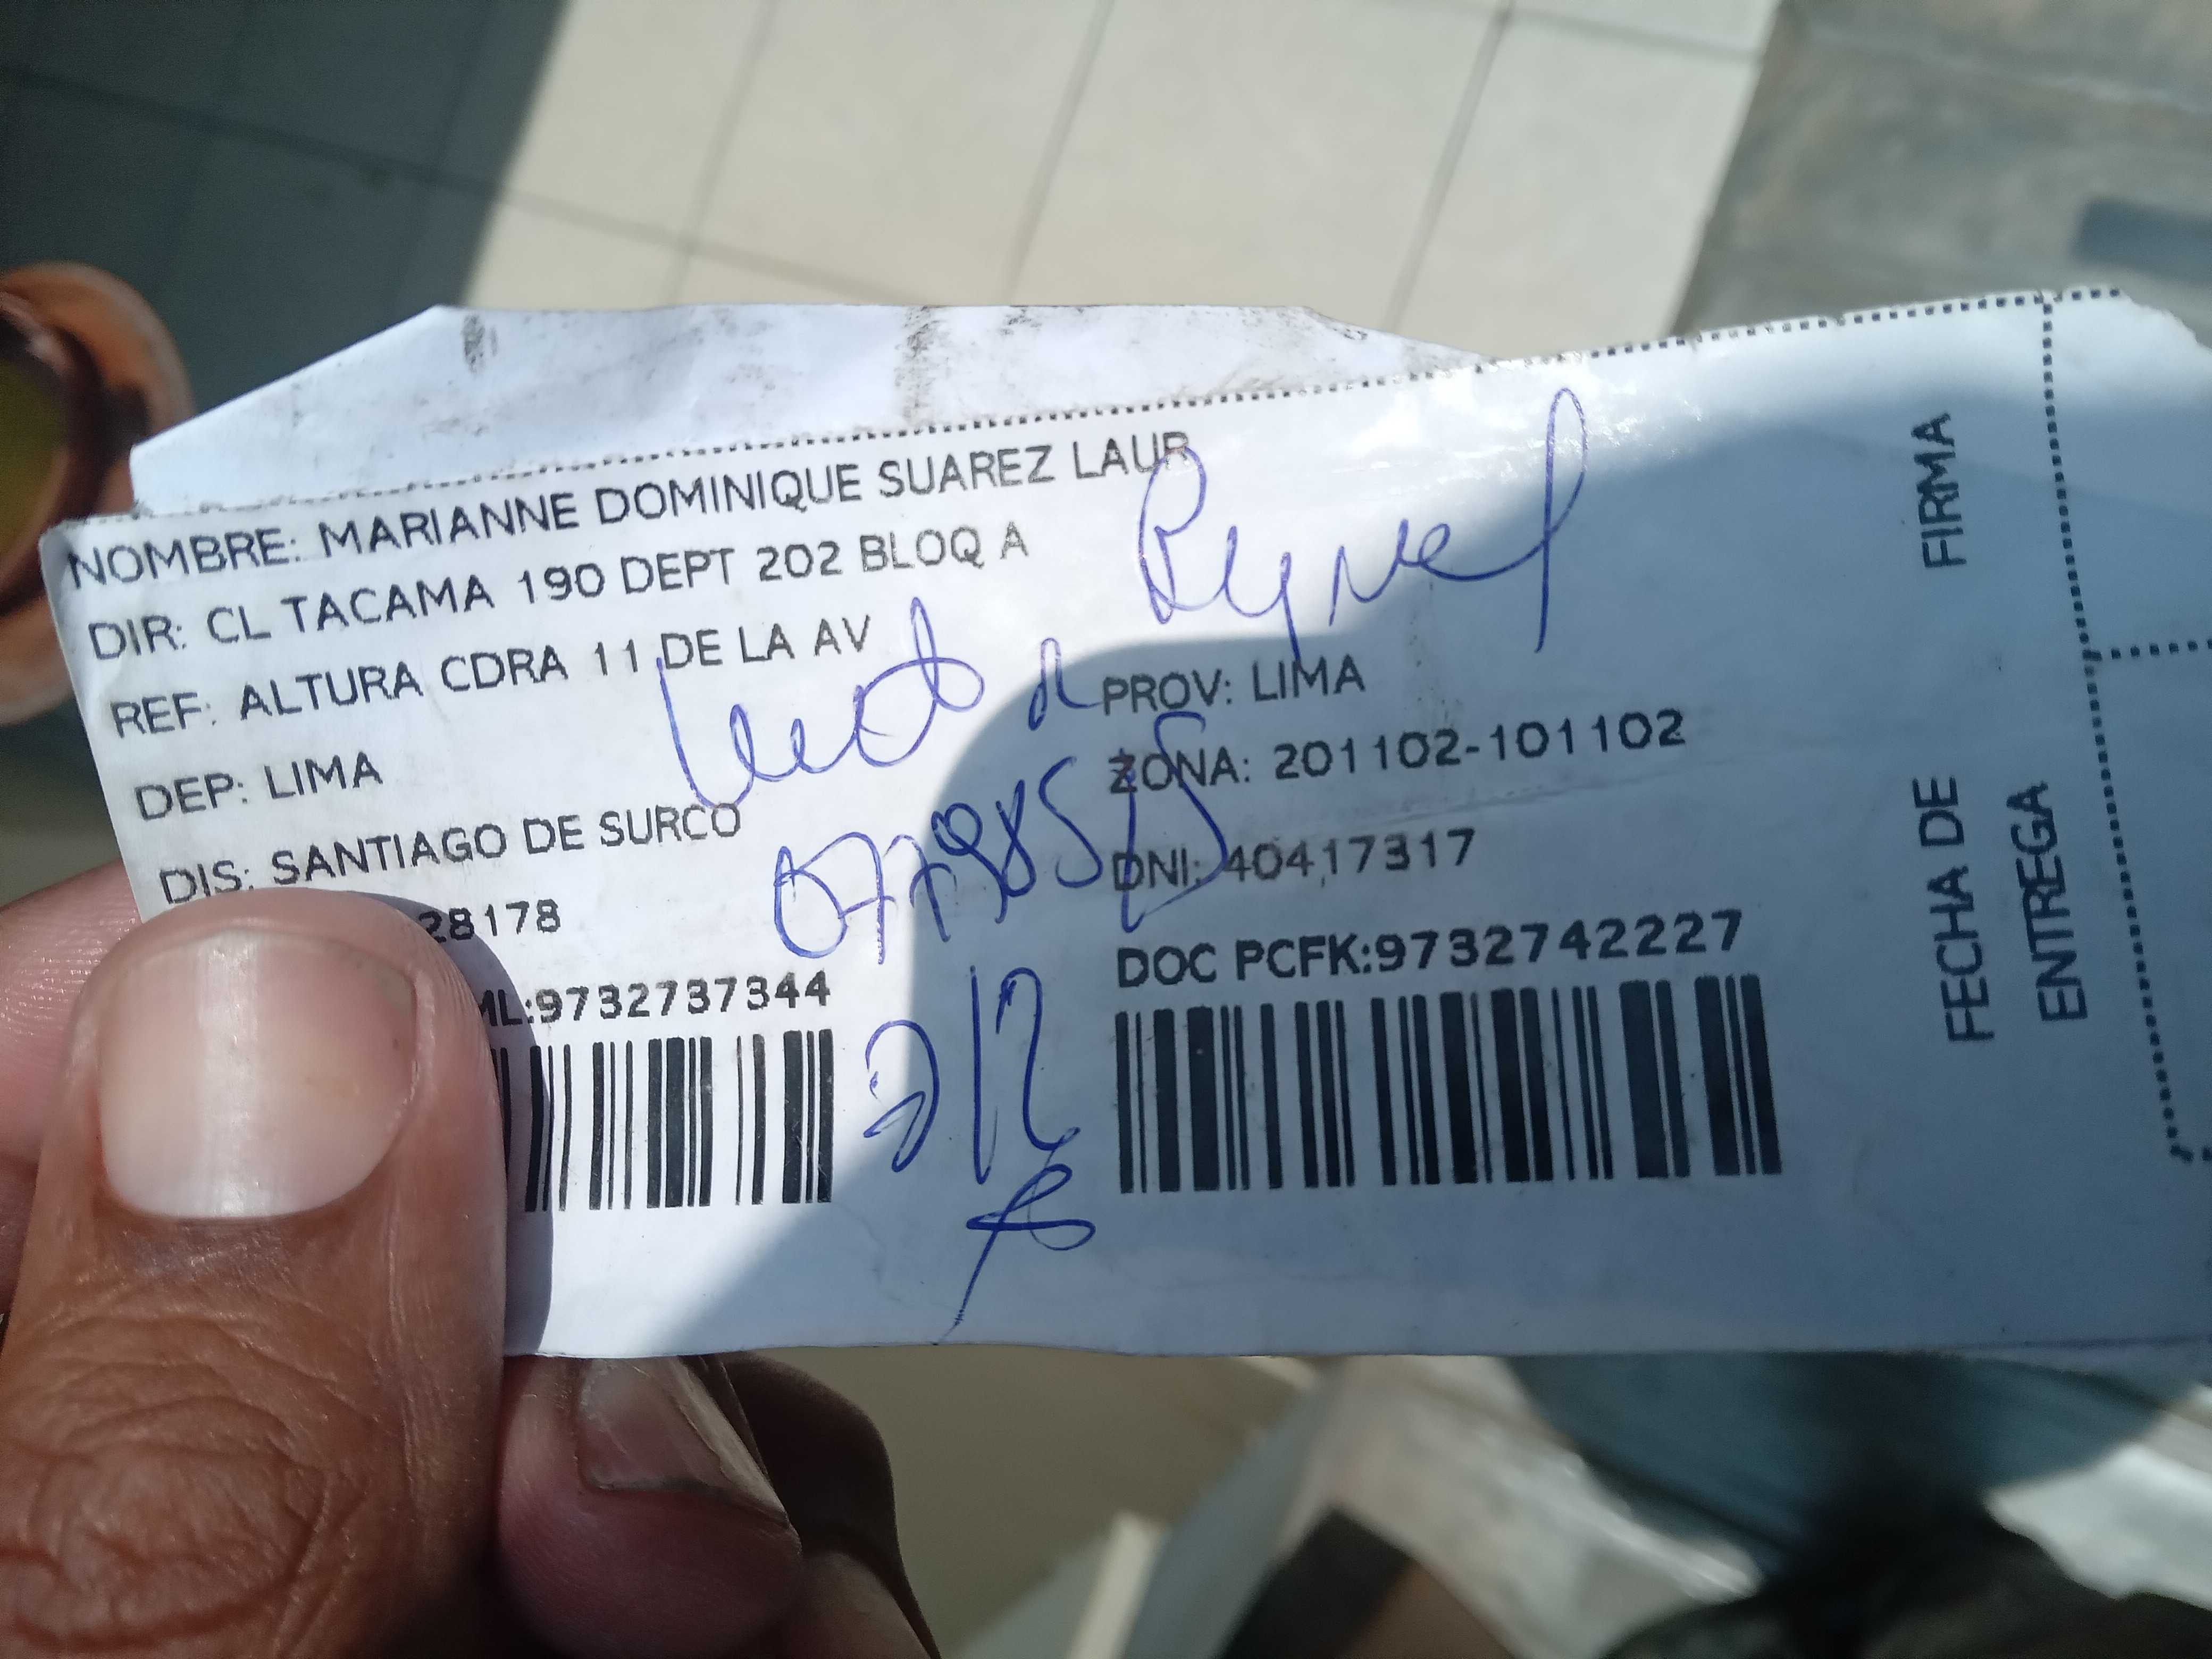 NOMBRE: MARIANNE DOMINIQUE SUAREZ LAUR
DIR: CL TACAMA 190 DEPT 202 BLOQ A
REF: ALTURA CDRA 11 DE LA AV
DEP: LIMA
PROV: LIMA
DIS: SANTIAGO DE SURCO
ZONA: 201102-101102
28178
DNI: 40417317
ML:9732737344
DOC PCFK:9732742227
2/12
FIRMA
FECHA DE
ENTREGA